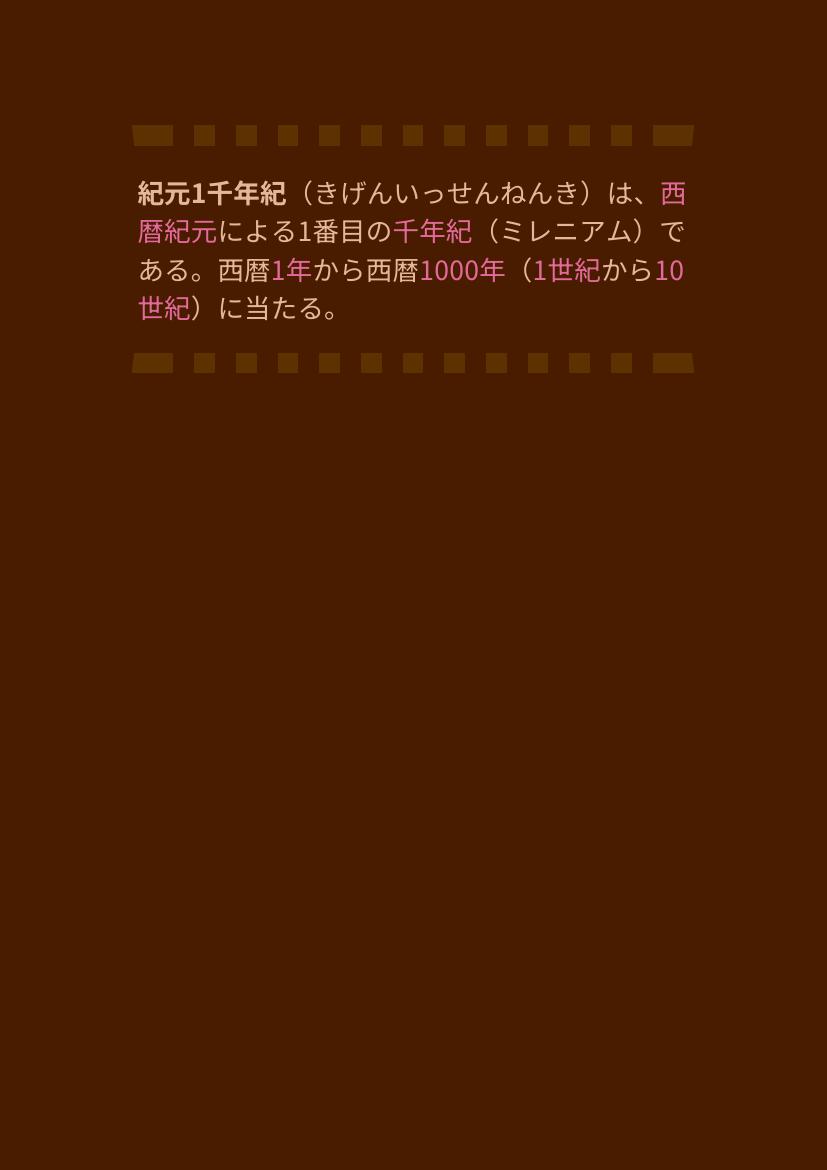 紀元1千年紀（きげんいっせんねんき）は、西
暦紀元による1番目の千年紀（ミレニアム）で
ある。西暦1年から西暦1000年（1世紀から10
世紀）に当たる。